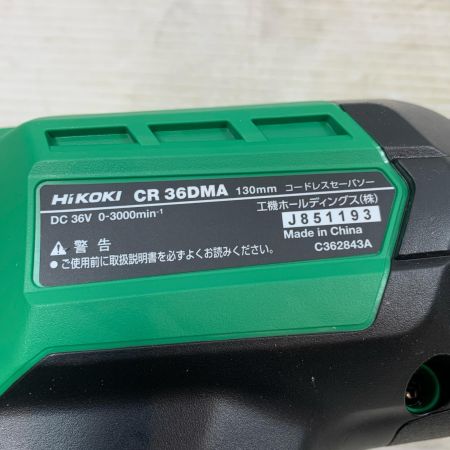 HiKOKI CR 36DMA 130mm コードレスセーバソー
DC 36V 0-3000min⁻¹ 工機ホールディングス(株)
J851193
Made in China
⚠ 警告 C362843A
● ご使用前に取扱説明書を必ずよくお読みください。